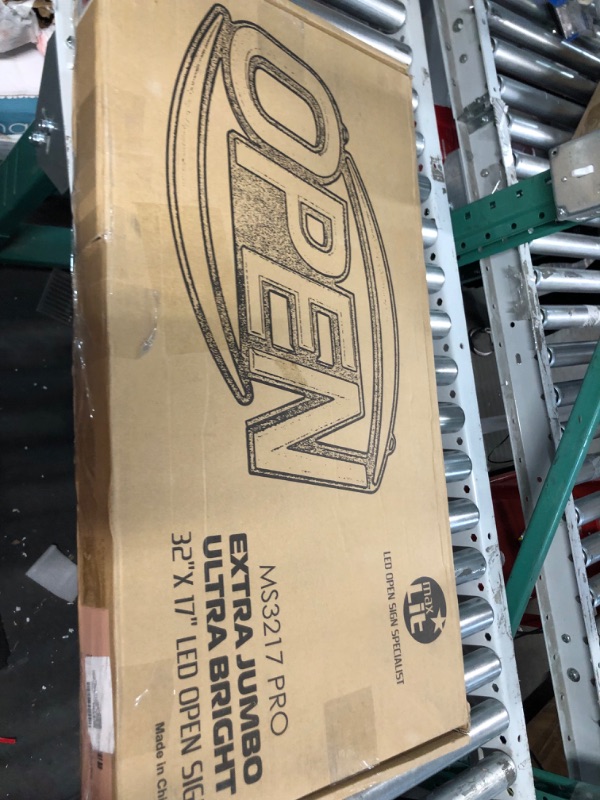 OPEN
max
Lit
LED OPEN SIGN SPECIALIST
MS3217 PRO
EXTRA JUMBO
ULTRA BRIGHT
32"X 17" LED OPEN SIG
Made in Chi